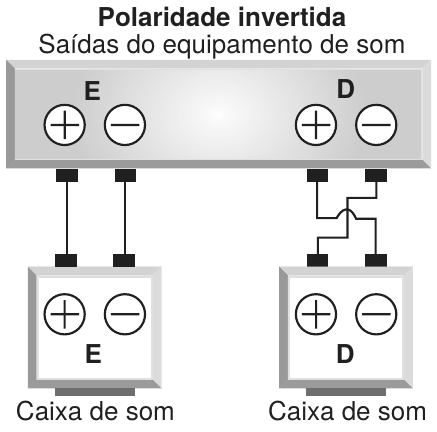 Polaridade invertida
Saídas do equipamento de som
E D
+ − + −
+ − + −
E D
Caixa de som Caixa de som